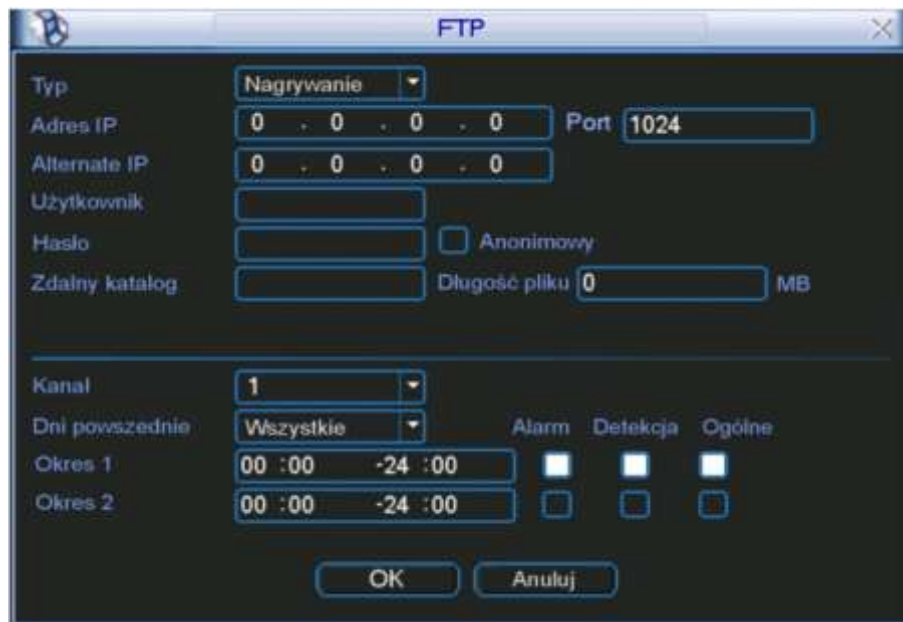 FTP
Typ Nagrywanie
Adres IP 0 . 0 . 0 . 0 Port 1024
Alternate IP 0 . 0 . 0 . 0
Użytkownik
Hasło Anonimowy
Zdalny katalog Długość pliku 0 MB
Kanał 1
Dni powszednie Wszystkie Alarm Detekcja Ogólne
Okres 1 00 :00 -24 :00
Okres 2 00 :00 -24 :00
OK Anuluj